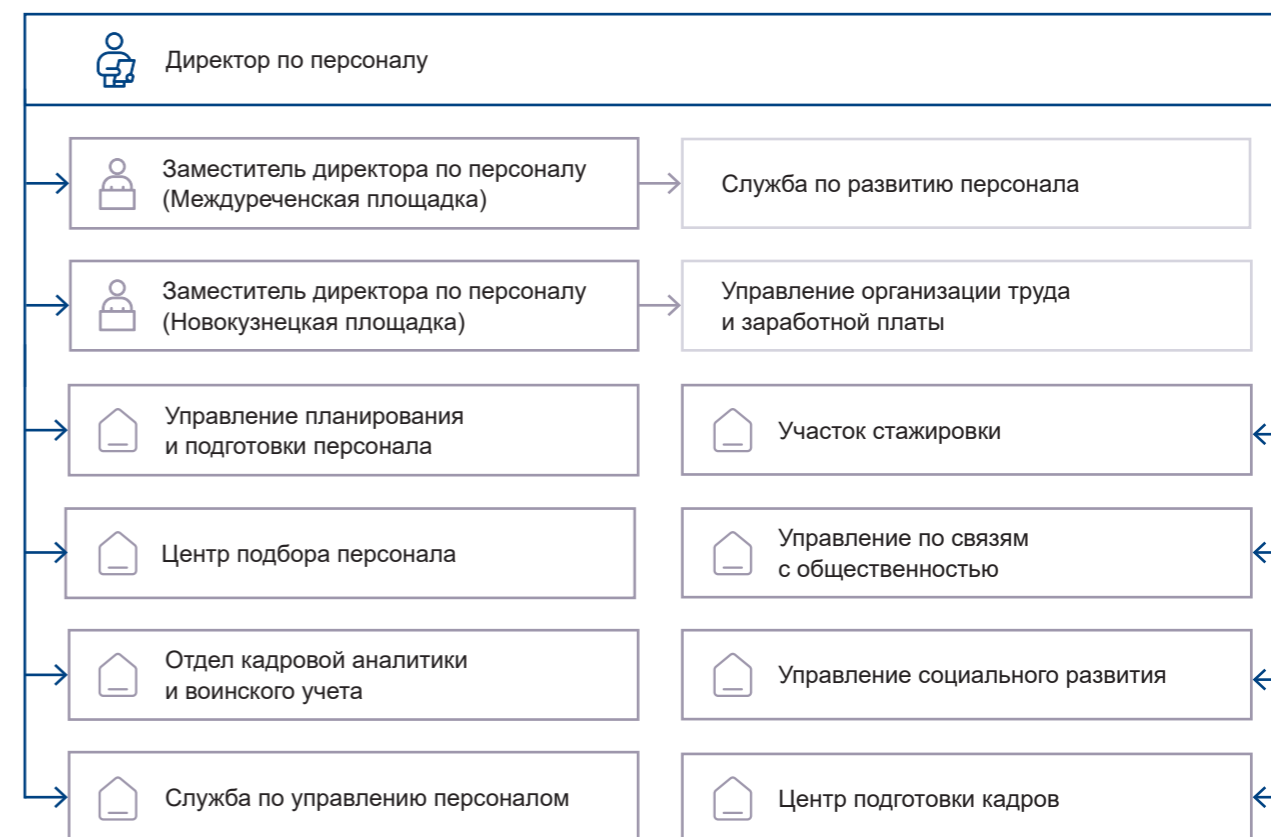 Директор по персоналу
Заместитель директора по персоналу
(Междуреченская площадка)
Служба по развитию персонала
Заместитель директора по персоналу
(Новокузнецкая площадка)
Управление организации труда
и заработной платы
Управление планирования
и подготовки персонала
Участок стажировки
Центр подбора персонала
Управление по связям
с общественностью
Отдел кадровой аналитики
и воинского учета
Управление социального развития
Служба по управлению персоналом
Центр подготовки кадров